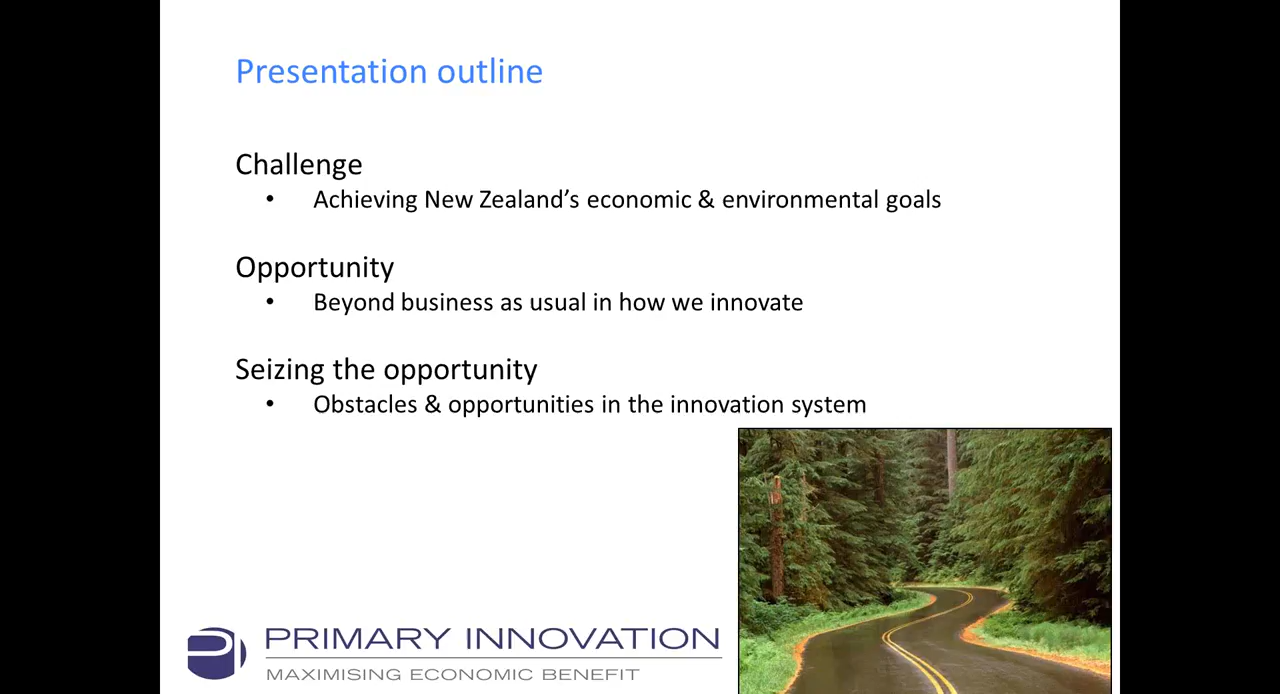 Presentation outline
Challenge
• Achieving New Zealand’s economic & environmental goals
Opportunity
• Beyond business as usual in how we innovate
Seizing the opportunity
• Obstacles & opportunities in the innovation system
PRIMARY INNOVATION
MAXIMISING ECONOMIC BENEFIT